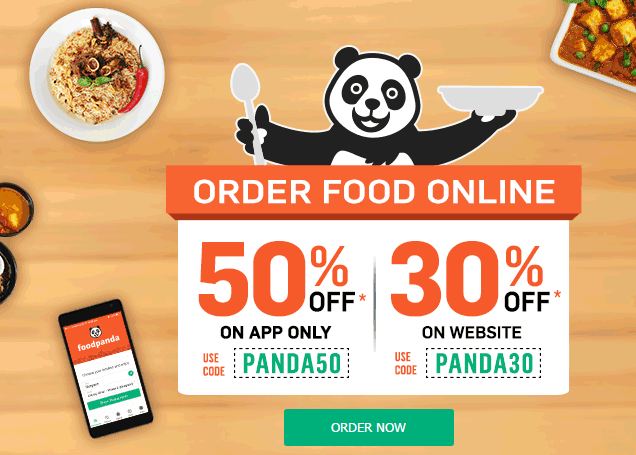 ORDER FOOD ONLINE
50% OFF*
ON APP ONLY
USE CODE PANDA50
30% OFF*
ON WEBSITE
USE CODE PANDA30
foodpanda
ORDER NOW